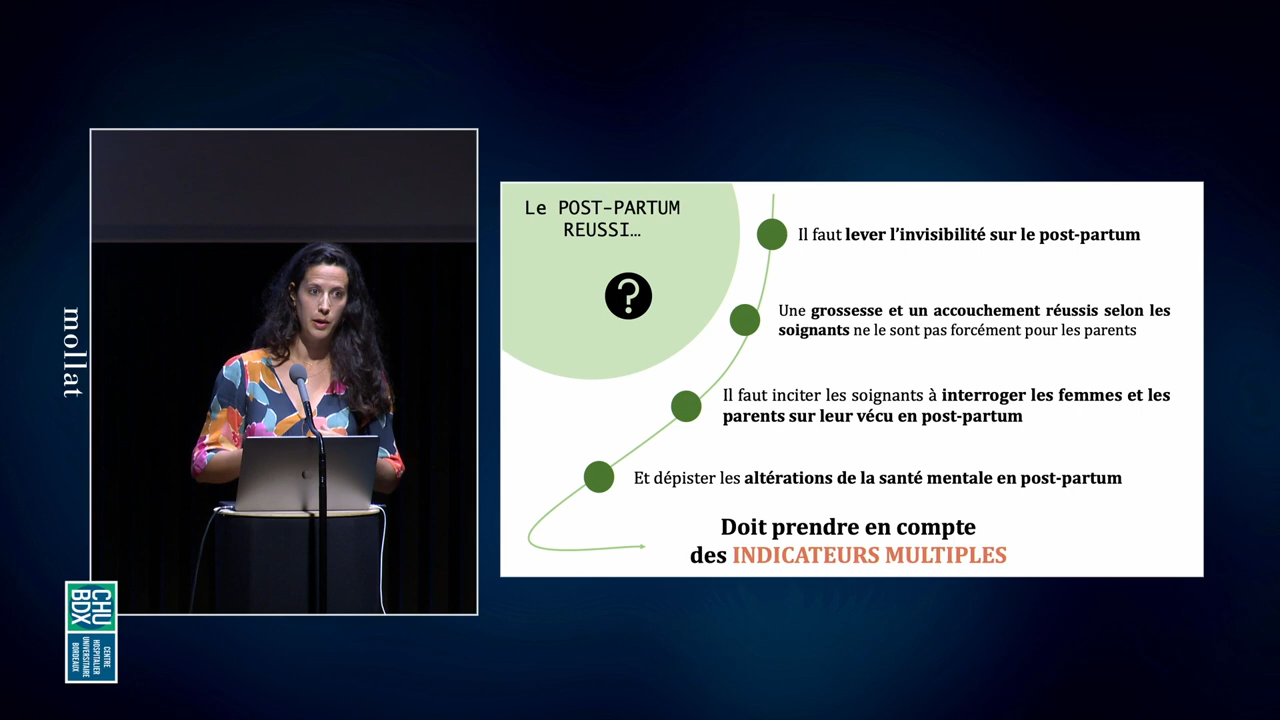 mollat
CHU
BDX
CENTRE
HOSPITALIER
UNIVERSITAIRE
BORDEAUX
Le POST-PARTUM
REUSSI…
?
Il faut lever l’invisibilité sur le post-partum
Une grossesse et un accouchement réussis selon les
soignants ne le sont pas forcément pour les parents
Il faut inciter les soignants à interroger les femmes et les
parents sur leur vécu en post-partum
Et dépister les altérations de la santé mentale en post-partum
Doit prendre en compte
des INDICATEURS MULTIPLES